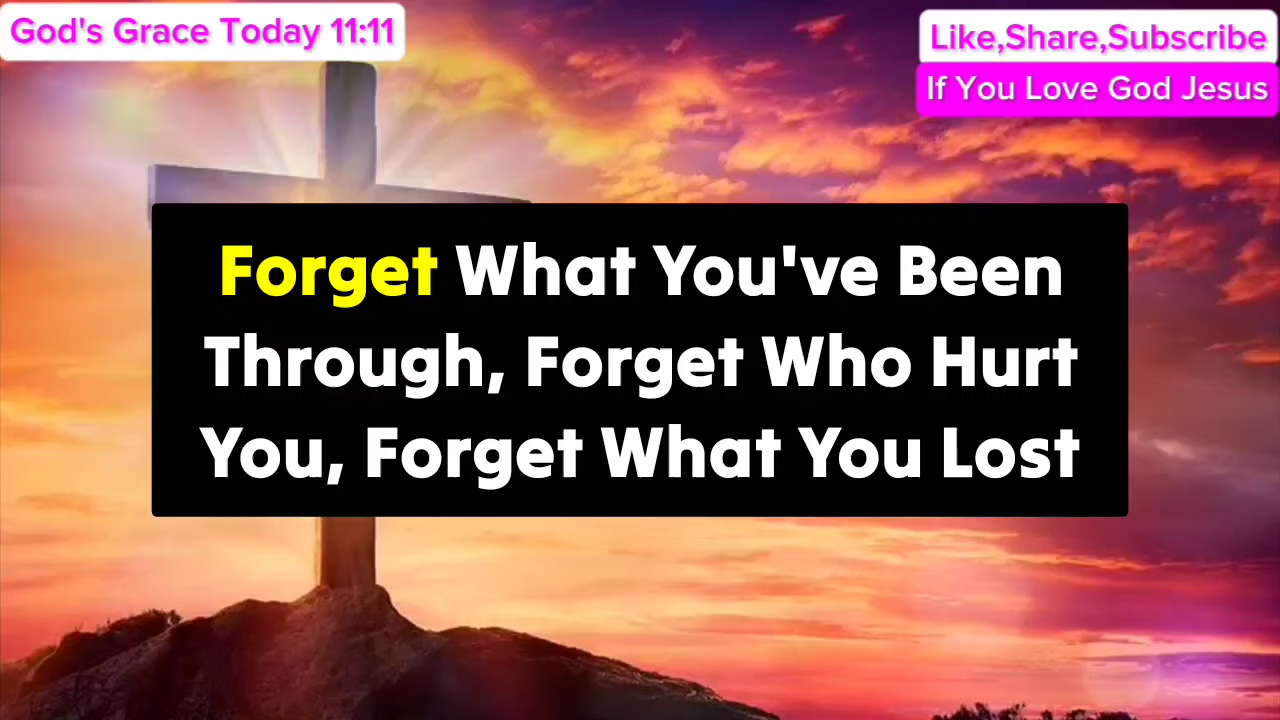 God's Grace Today 11:11
Like,Share,Subscribe
If You Love God Jesus
Forget What You've Been
Through, Forget Who Hurt
You, Forget What You Lost